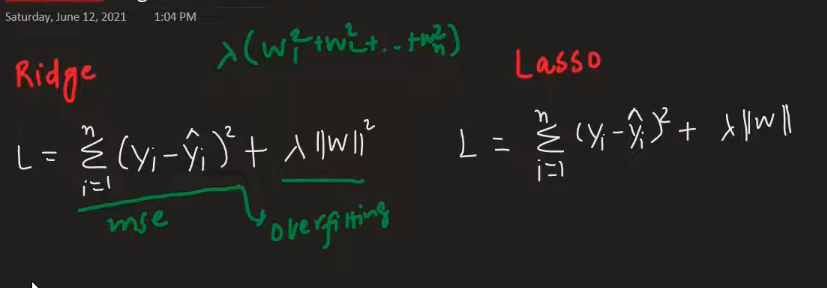 Saturday, June 12, 2021 1:04 PM
λ(w₁²+w₂²+...+wₙ²)
Ridge
Lasso
L = Σᵢ₌₁ⁿ (yᵢ-ŷᵢ)² + λ||w||²
L = Σᵢ₌₁ⁿ (yᵢ-ŷᵢ)² + λ||w||
mse
overfitting